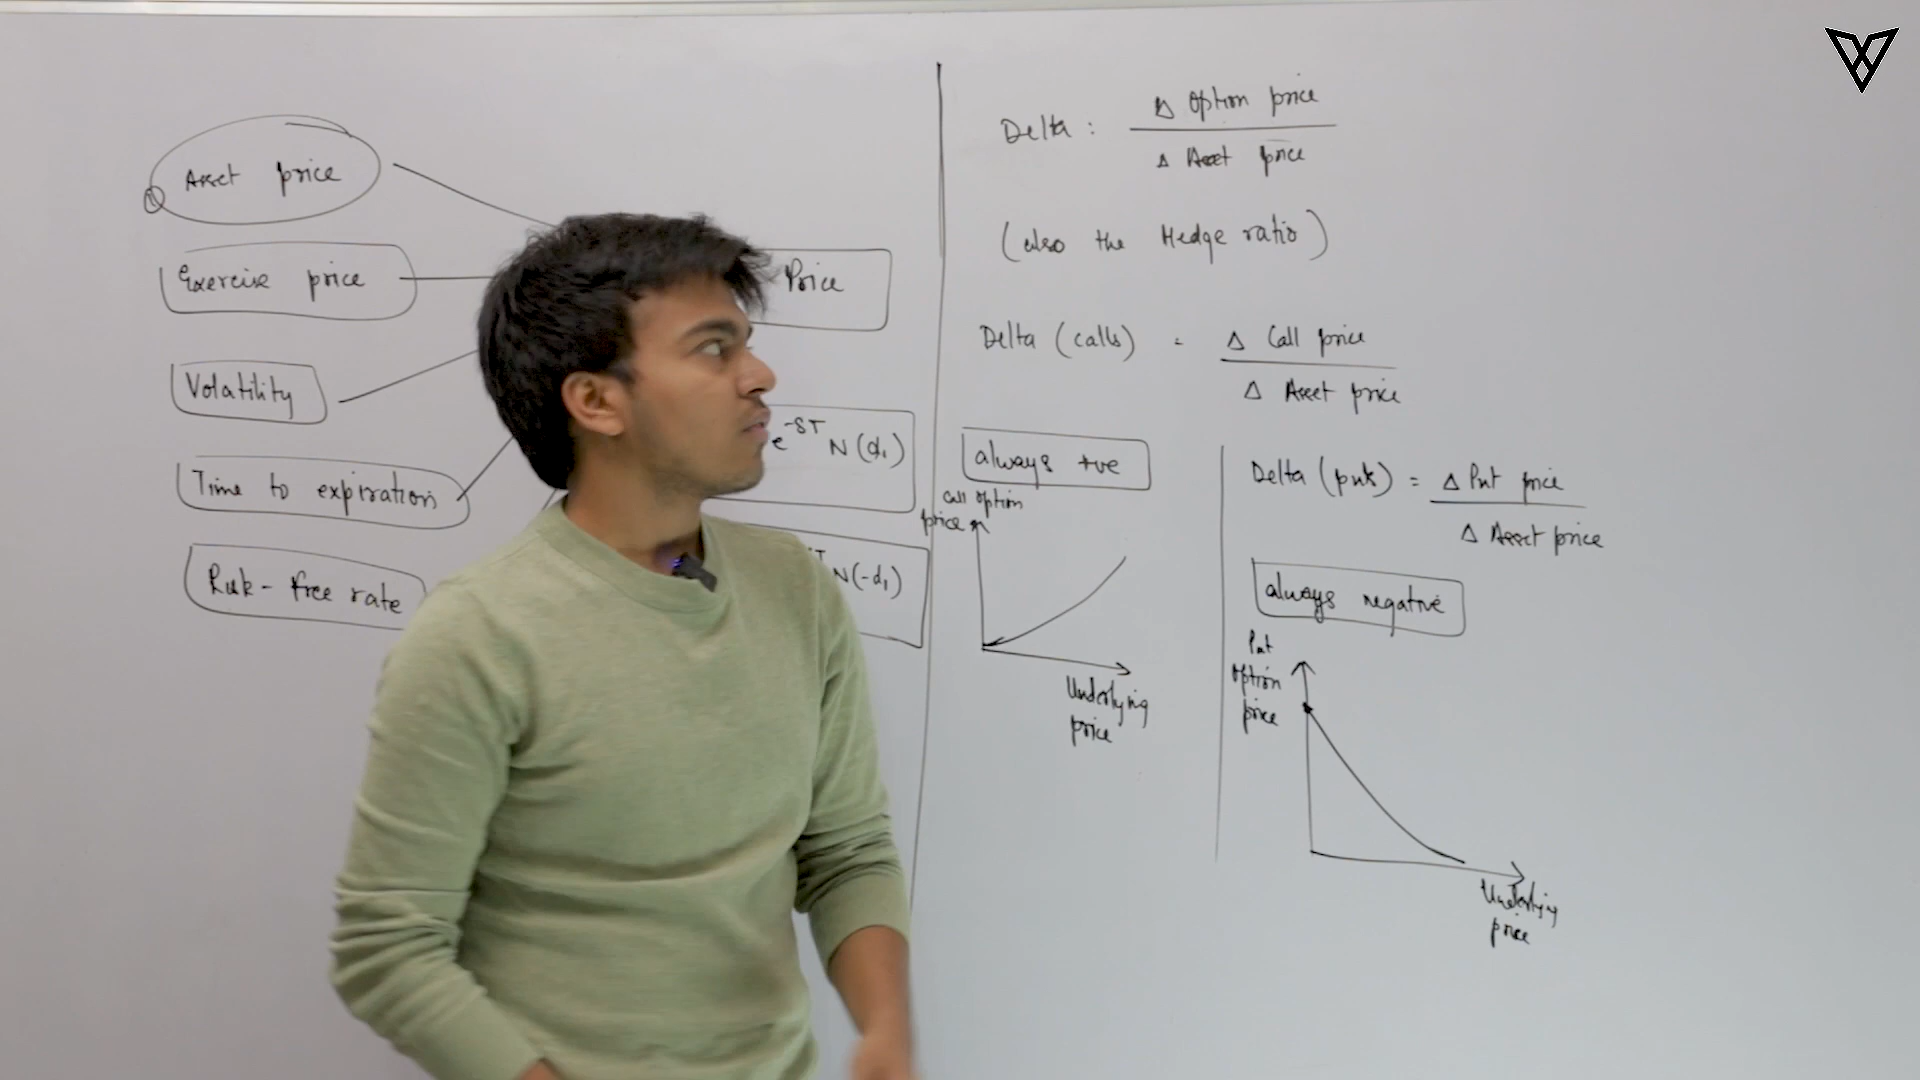 Asset price
①
Exercise price
Volatility
Time to expiration
Risk - free rate
Price
e^-δT N(d₁)
T N(-d₁)
Delta : Δ Option price
Δ Asset price
(also the Hedge ratio)
Delta (calls) = Δ Call price
Δ Asset price
always +ve
Call option
price
Underlying
price
Delta (puts) = Δ Put price
Δ Asset price
always negative
Put
option
price
Underlying
price